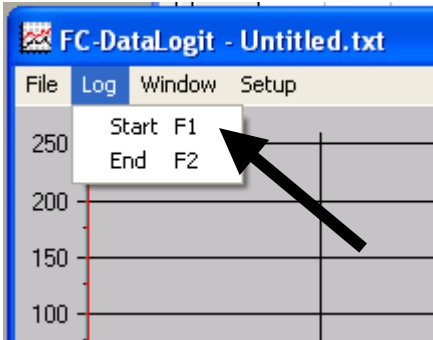 FC-DataLogit - Untitled.txt
File Log Window Setup
Start F1
End F2
250
200
150
100